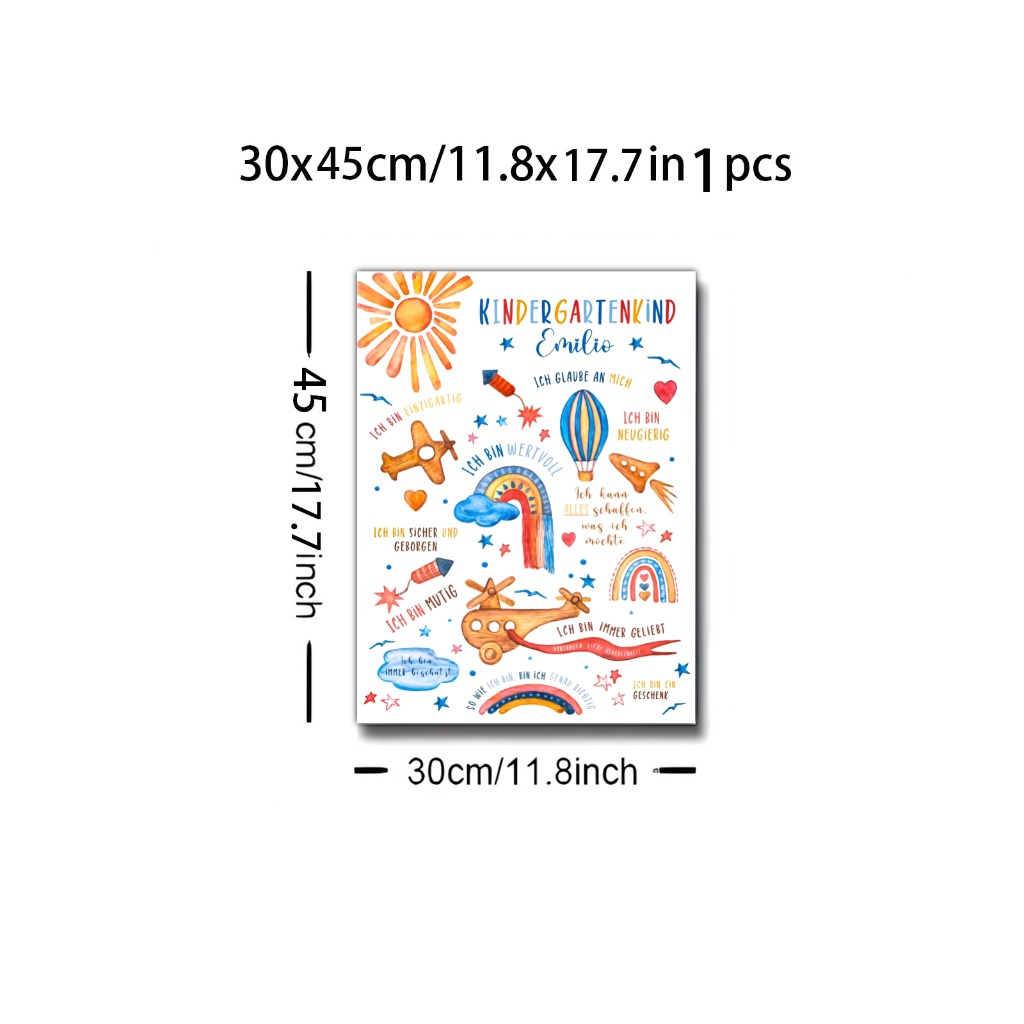 30x45cm/11.8x17.7in 1 pcs
45 cm/17.7inch
KINDERGARTENKIND
Emilio
ICH GLAUBE AN MICH
ICH BIN EINZIGARTIG
ICH BIN
NEUGIERIG
ICH BIN WERTVOLL
Ich kann
ALLES schaffen,
was ich
möchte
ICH BIN SICHER UND
GEBORGEN
ICH BIN MUTIG
ICH BIN IMMER GELIEBT
Ich bin
IMMER beschützt
SO WIE ICH BIN, BIN ICH GENAU RICHTIG
ICH BIN EIN
GESCHENK
30cm/11.8inch